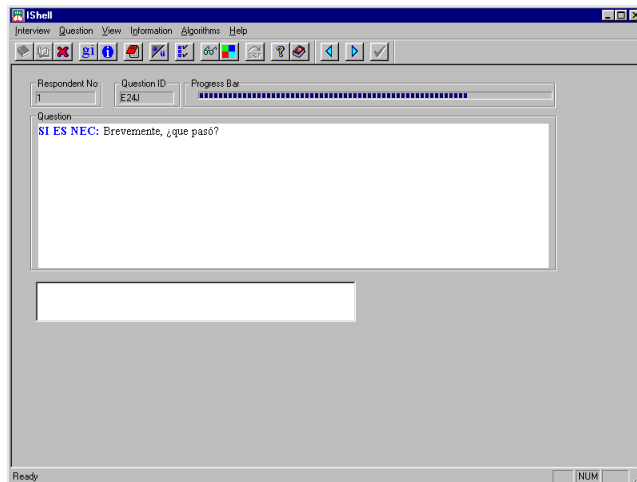 IShell
Interview Question View Information Algorithms Help
gi
Respondent No
Question ID
Progress Bar
1
E24J
Question
SI ES NEC: Brevemente, ¿que pasó?
Ready
NUM